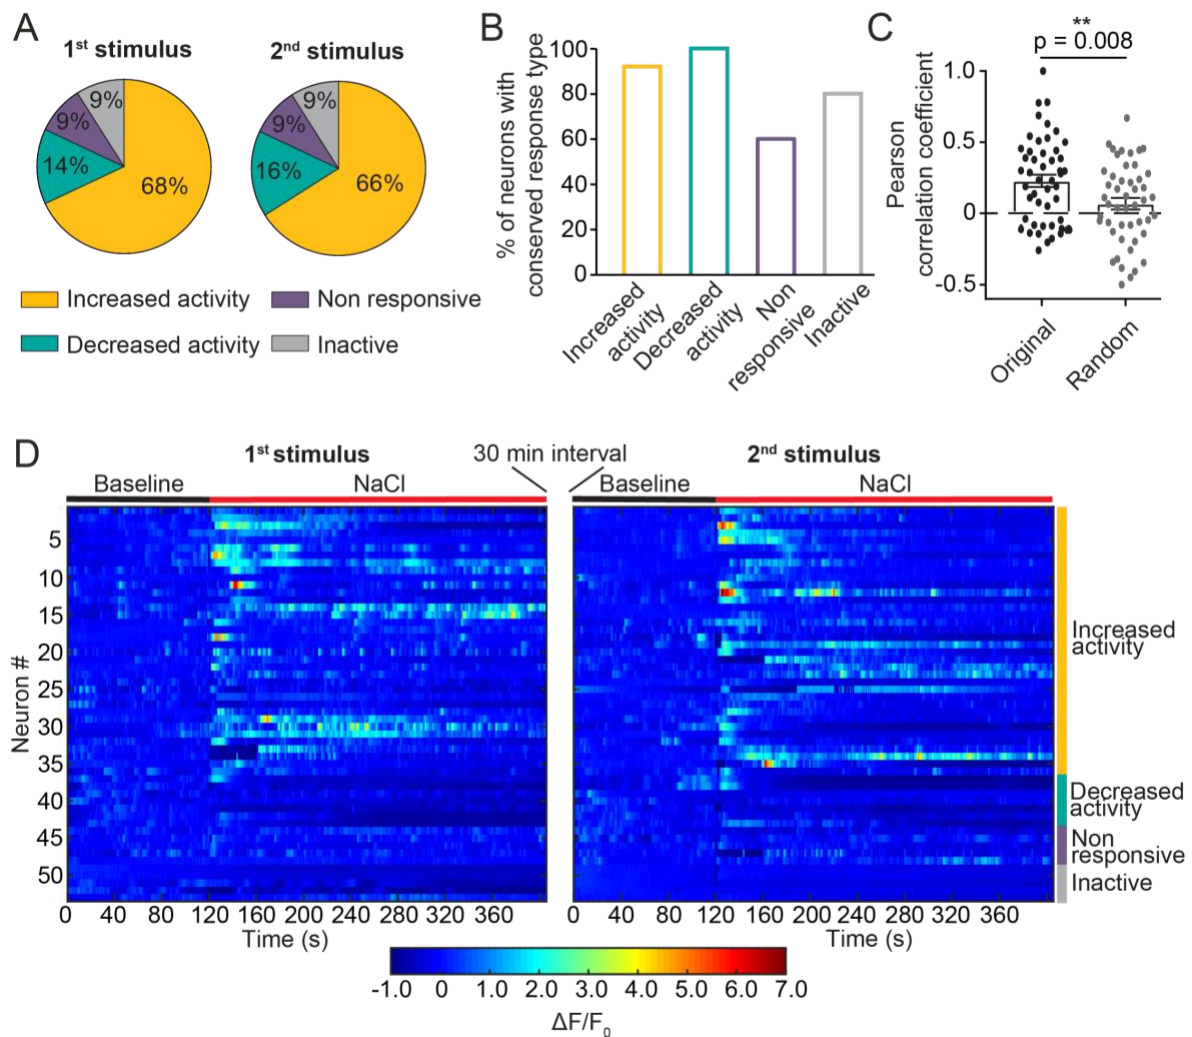 A
1st stimulus
2nd stimulus
9%
9%
14%
68%
9%
9%
16%
66%
Increased activity
Non responsive
Decreased activity
Inactive
B
% of neurons with
conserved response type
100
80
60
40
20
0
Increased
activity
Decreased
activity
Non
responsive
Inactive
C
**
p = 0.008
Pearson
correlation coefficient
1.0
0.5
0
-0.5
Original
Random
D
1st stimulus
30 min interval
2nd stimulus
Baseline
NaCl
Baseline
NaCl
Neuron #
5
10
15
20
25
30
35
40
45
50
0 40 80 120 160 200 240 280 320 360
Time (s)
0 40 80 120 160 200 240 280 320 360
Time (s)
Increased
activity
Decreased
activity
Non
responsive
Inactive
-1.0 0 1.0 2.0 3.0 4.0 5.0 6.0 7.0
ΔF/F0